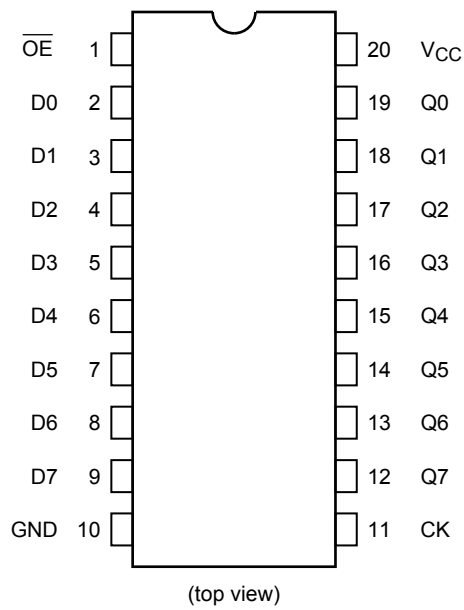 O̅E̅ 1 20 VCC
D0 2 19 Q0
D1 3 18 Q1
D2 4 17 Q2
D3 5 16 Q3
D4 6 15 Q4
D5 7 14 Q5
D6 8 13 Q6
D7 9 12 Q7
GND 10 11 CK
(top view)